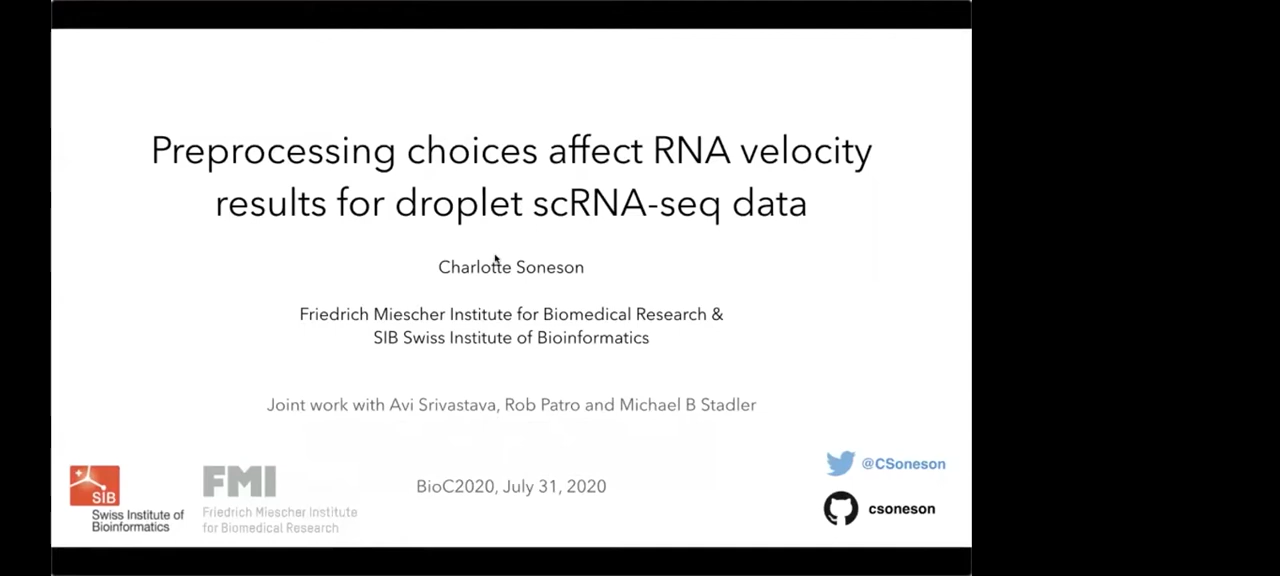 Preprocessing choices affect RNA velocity
results for droplet scRNA-seq data
Charlotte Soneson
Friedrich Miescher Institute for Biomedical Research &
SIB Swiss Institute of Bioinformatics
Joint work with Avi Srivastava, Rob Patro and Michael B Stadler
SIB
Swiss Institute of
Bioinformatics
FMI
Friedrich Miescher Institute
for Biomedical Research
BioC2020, July 31, 2020
@CSoneson
csoneson